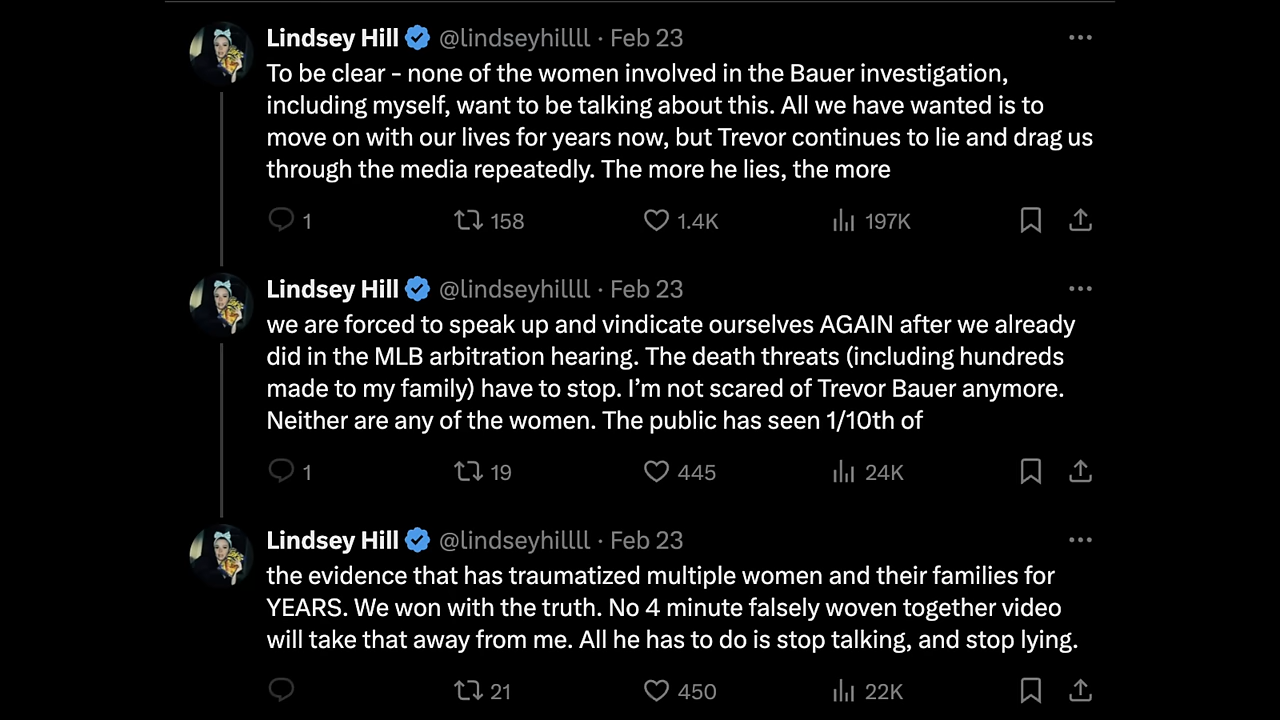 Lindsey Hill @lindseyhillll · Feb 23
To be clear - none of the women involved in the Bauer investigation,
including myself, want to be talking about this. All we have wanted is to
move on with our lives for years now, but Trevor continues to lie and drag us
through the media repeatedly. The more he lies, the more
1 158 1.4K 197K
Lindsey Hill @lindseyhillll · Feb 23
we are forced to speak up and vindicate ourselves AGAIN after we already
did in the MLB arbitration hearing. The death threats (including hundreds
made to my family) have to stop. I’m not scared of Trevor Bauer anymore.
Neither are any of the women. The public has seen 1/10th of
1 19 445 24K
Lindsey Hill @lindseyhillll · Feb 23
the evidence that has traumatized multiple women and their families for
YEARS. We won with the truth. No 4 minute falsely woven together video
will take that away from me. All he has to do is stop talking, and stop lying.
21 450 22K